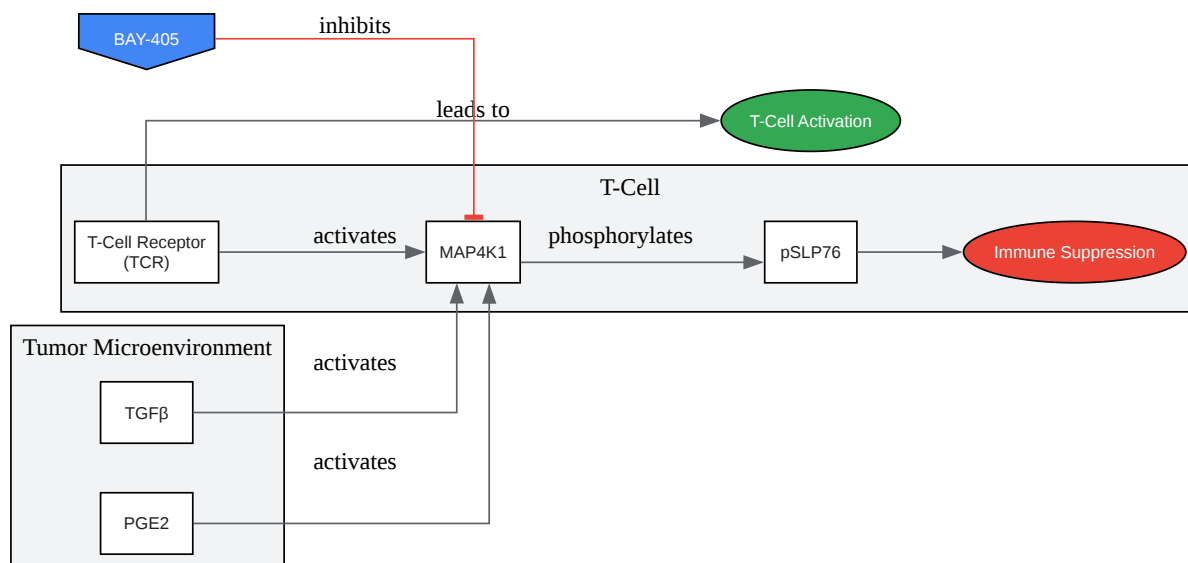 BAY-405
inhibits
leads to
T-Cell Activation
T-Cell
T-Cell Receptor
(TCR)
activates
MAP4K1
phosphorylates
pSLP76
Immune Suppression
Tumor Microenvironment
activates
TGFβ
activates
PGE2